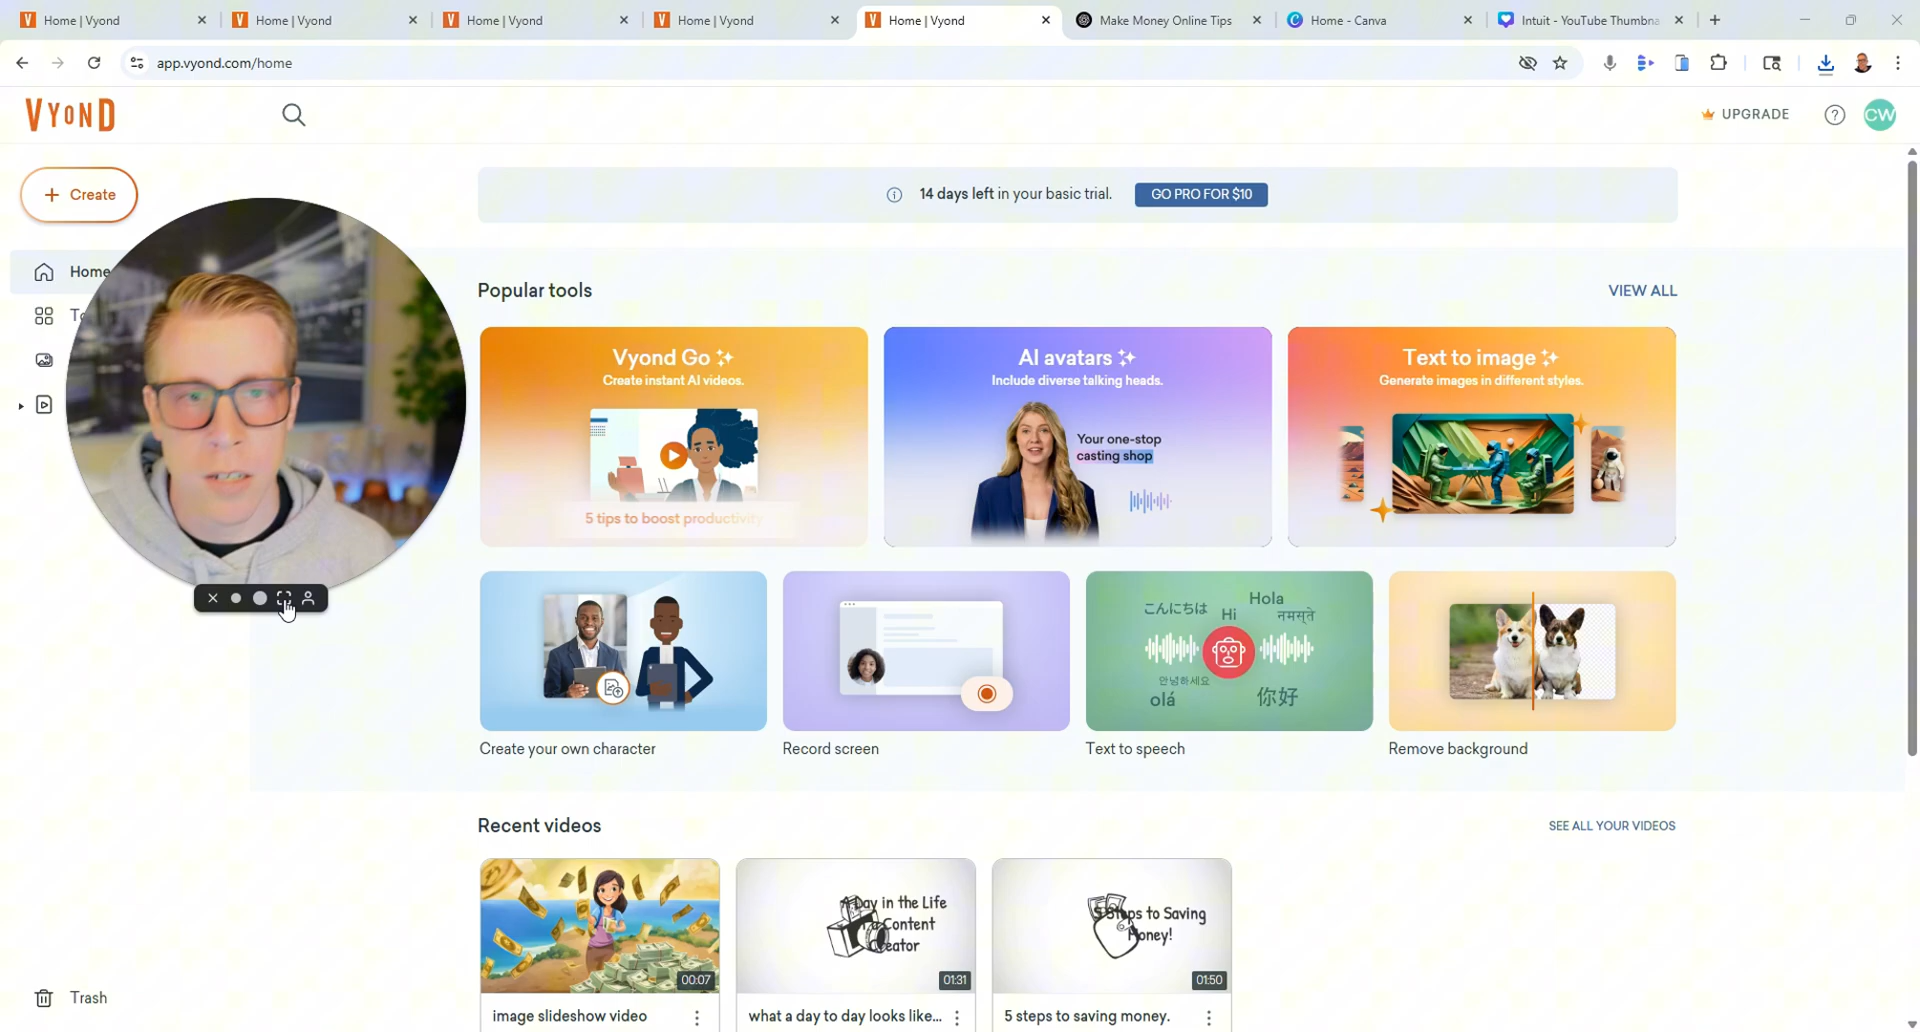 Home | Vyond
Home | Vyond
Home | Vyond
Home | Vyond
Home | Vyond
Make Money Online Tips
Home - Canva
Intuit - YouTube Thumbna
app.vyond.com/home
VYOND
UPGRADE
CW
Create
14 days left in your basic trial.
GO PRO FOR $10
Home
Popular tools
VIEW ALL
Vyond Go
Create instant AI videos.
5 tips to boost productivity
AI avatars
Include diverse talking heads.
Your one-stop
casting shop
Text to image
Generate images in different styles.
こんにちは
Hi
Hola
नमस्ते
안녕하세요
olá
你好
Create your own character
Record screen
Text to speech
Remove background
Recent videos
SEE ALL YOUR VIDEOS
A Day in the Life
Content
Creator
5 Steps to Saving
Money!
00:07
01:31
01:50
image slideshow video
what a day to day looks like...
5 steps to saving money.
Trash